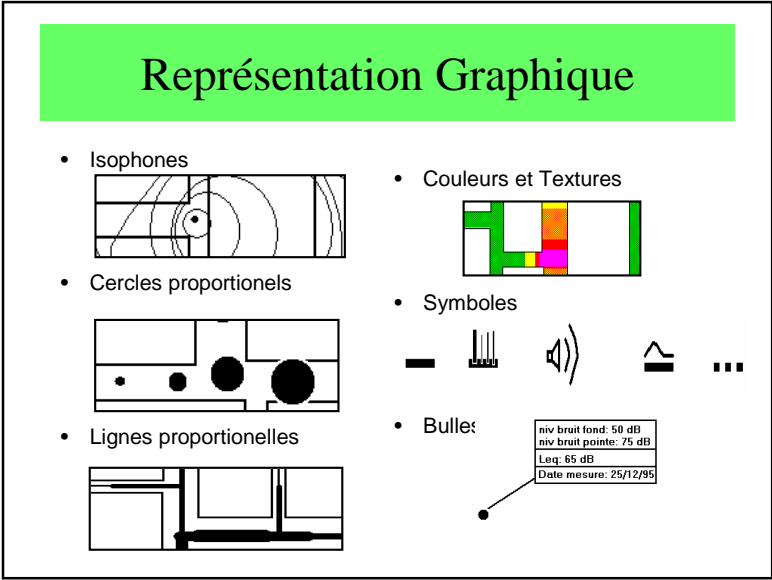 Représentation Graphique
• Isophones
• Cercles proportionels
• Lignes proportionelles
• Couleurs et Textures
• Symboles
• Bulles
niv bruit fond: 50 dB
niv bruit pointe: 75 dB
Leq: 65 dB
Date mesure: 25/12/95